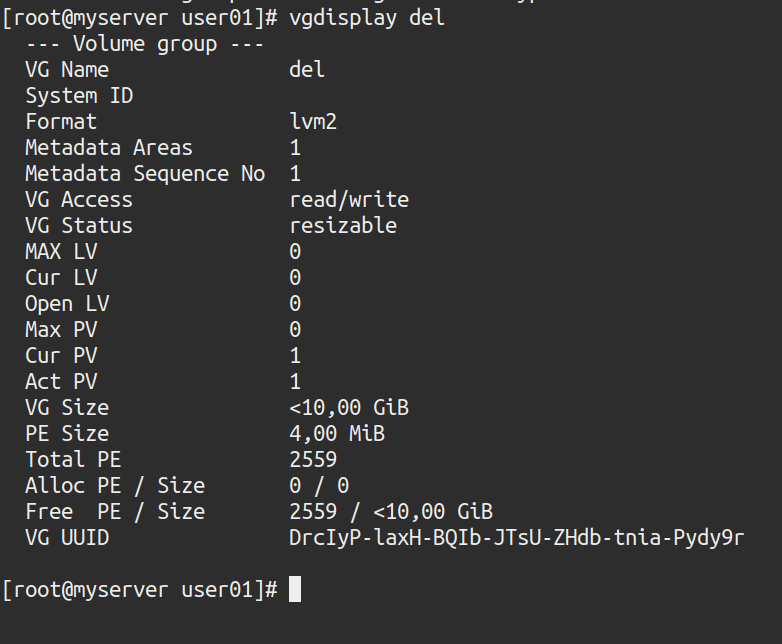 [root@myserver user01]# vgdisplay del
--- Volume group ---
VG Name del
System ID
Format lvm2
Metadata Areas 1
Metadata Sequence No 1
VG Access read/write
VG Status resizable
MAX LV 0
Cur LV 0
Open LV 0
Max PV 0
Cur PV 1
Act PV 1
VG Size <10,00 GiB
PE Size 4,00 MiB
Total PE 2559
Alloc PE / Size 0 / 0
Free  PE / Size 2559 / <10,00 GiB
VG UUID DrcIyP-laxH-BQIb-JTsU-ZHdb-tnia-Pydy9r
[root@myserver user01]#